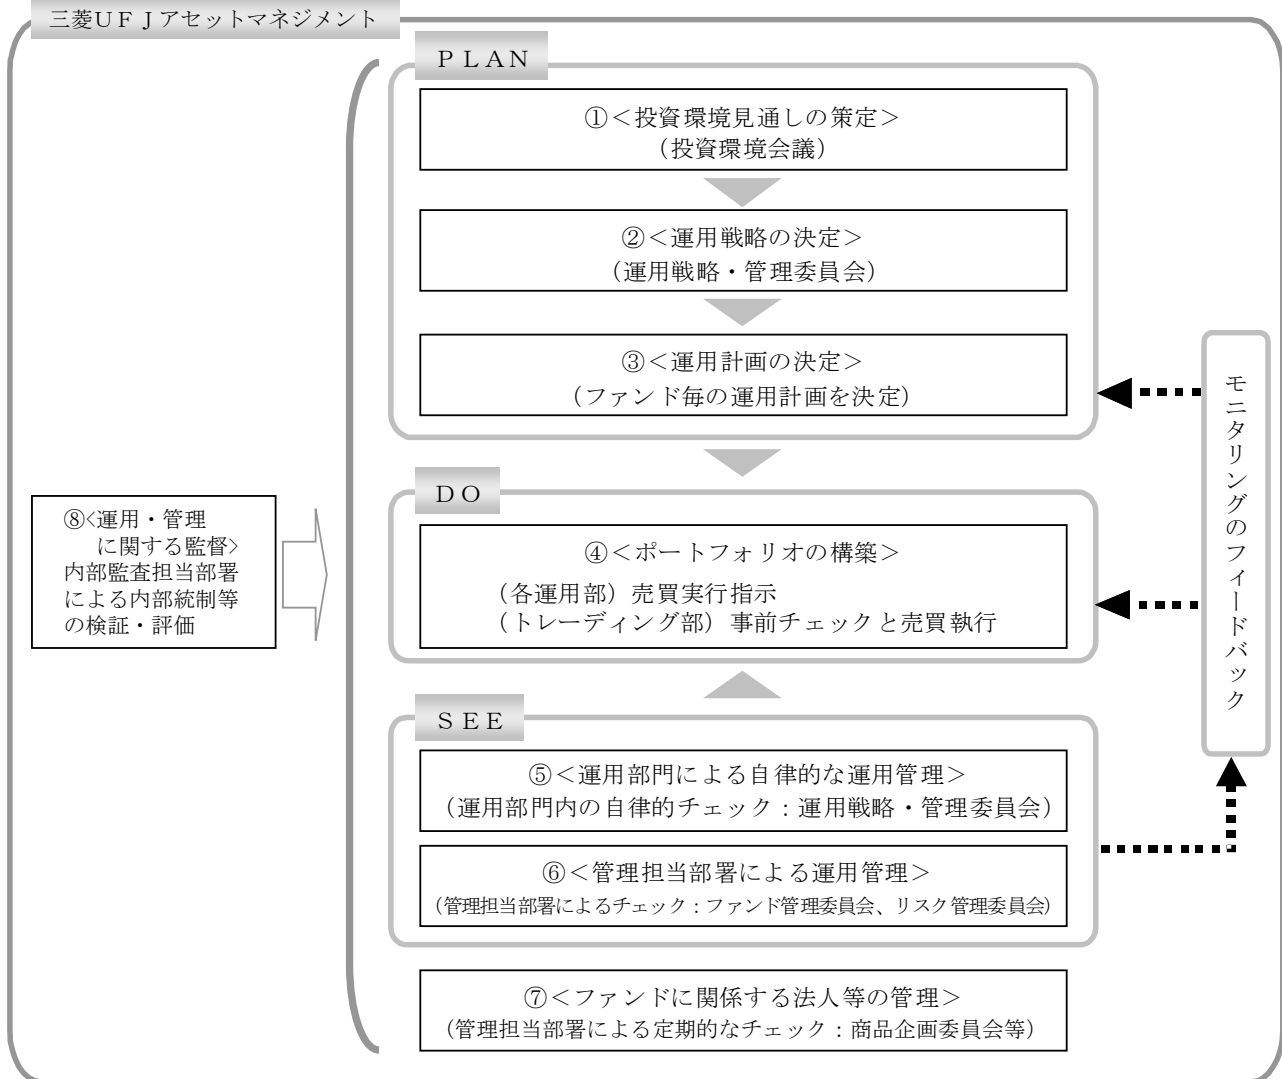 三菱ＵＦＪアセットマネジメント
ＰＬＡＮ
①＜投資環境見通しの策定＞
（投資環境会議）
②＜運用戦略の決定＞
（運用戦略・管理委員会）
③＜運用計画の決定＞
（ファンド毎の運用計画を決定）
ＤＯ
④＜ポートフォリオの構築＞
（各運用部）売買実行指示
（トレーディング部）事前チェックと売買執行
ＳＥＥ
⑤＜運用部門による自律的な運用管理＞
（運用部門内の自律的チェック：運用戦略・管理委員会）
⑥＜管理担当部署による運用管理＞
（管理担当部署によるチェック：ファンド管理委員会、リスク管理委員会）
⑦＜ファンドに関係する法人等の管理＞
（管理担当部署による定期的なチェック：商品企画委員会等）
⑧<運用・管理
に関する監督>
内部監査担当部署
による内部統制等
の検証・評価
モニタリングのフィードバック